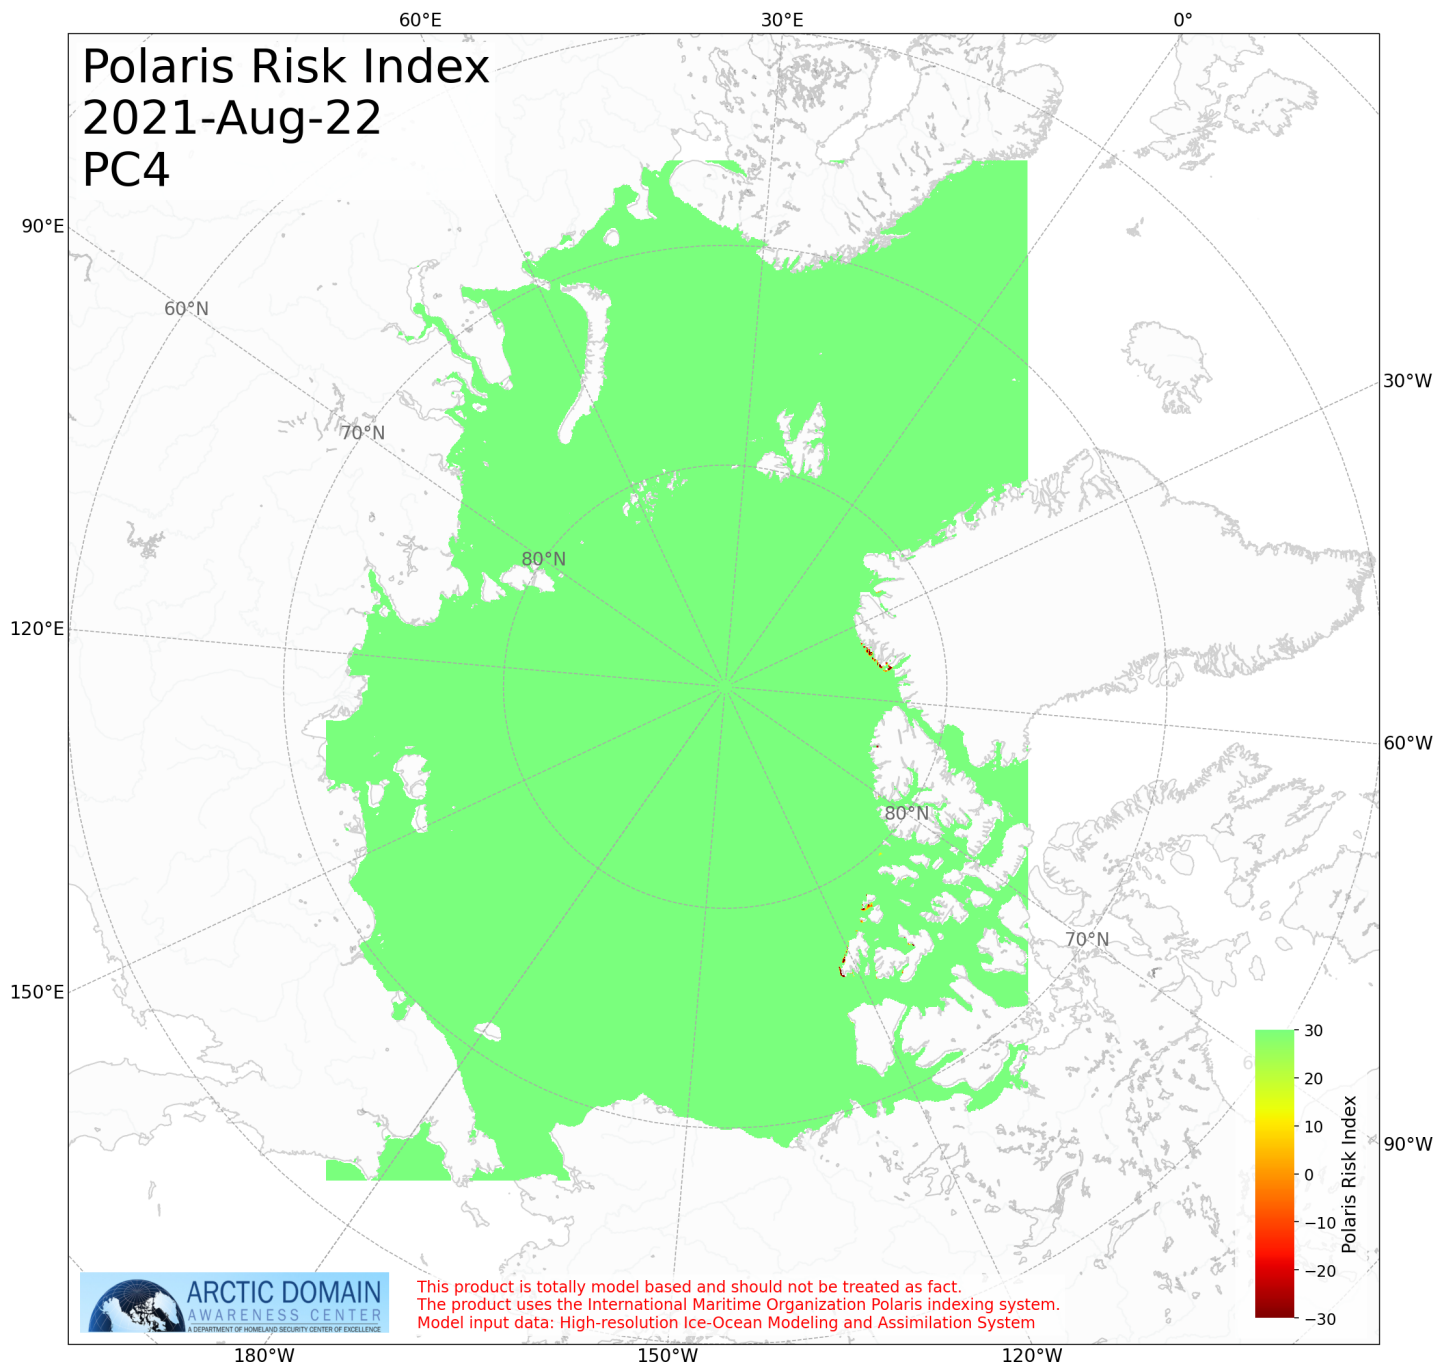 60°E 30°E 0°
Polaris Risk Index
2021-Aug-22
PC4
90°E
60°N
30°W
70°N
80°N
120°E
60°W
80°N
70°N
150°E
30
20
10
0
−10
−20
−30
Polaris Risk Index
90°W
ARCTIC DOMAIN
AWARENESS CENTER
A DEPARTMENT OF HOMELAND SECURITY CENTER OF EXCELLENCE
This product is totally model based and should not be treated as fact.
The product uses the International Maritime Organization Polaris indexing system.
Model input data: High-resolution Ice-Ocean Modeling and Assimilation System
180°W 150°W 120°W